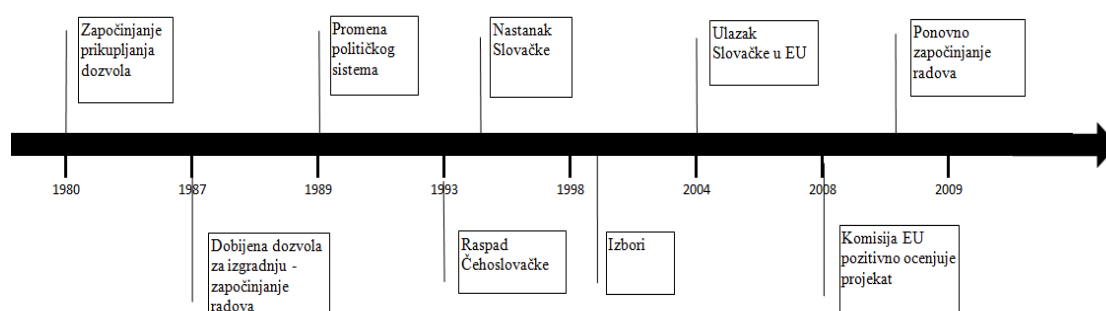 Započinjanje
prikupljanja
dozvola
Promena
političkog
sistema
Nastanak
Slovačke
Ulazak
Slovačke u EU
Ponovno
započinjanje
radova
1980
1987
1989
1993
1998
2004
2008
2009
Dobijena dozvola
za izgradnju -
započinjanje
radova
Raspad
Čehoslovačke
Izbori
Komisija EU
pozitivno ocenjuje
projekat